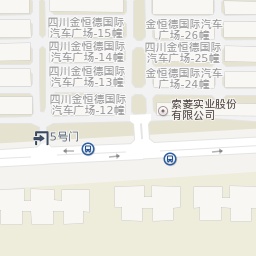 四川金恒德国际
汽车广场-15幢
金恒德国际汽车
广场-26幢
四川金恒德国际
汽车广场-14幢
四川金恒德国际
汽车广场-25幢
四川金恒德国际
汽车广场-13幢
金恒德国际汽车
广场-24幢
四川金恒德国际
汽车广场-12幢
索菱实业股份
有限公司
5号门